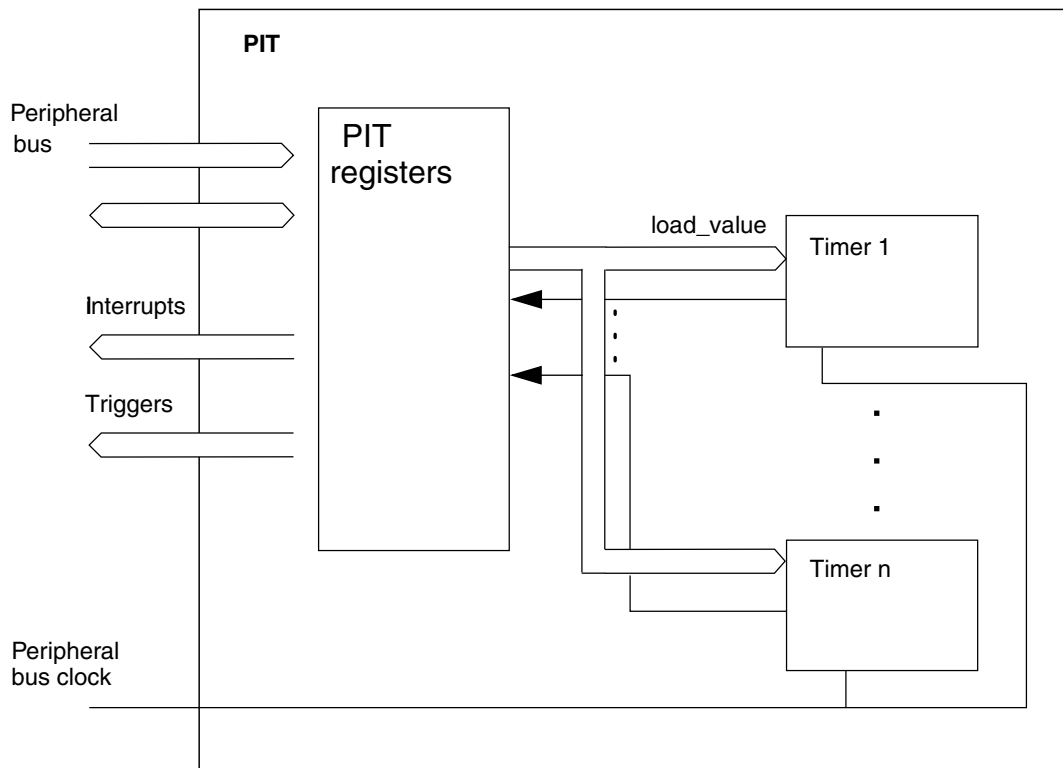 PIT
Peripheral
bus
PIT
registers
load_value
Timer 1
Interrupts
Triggers
Timer n
Peripheral
bus clock